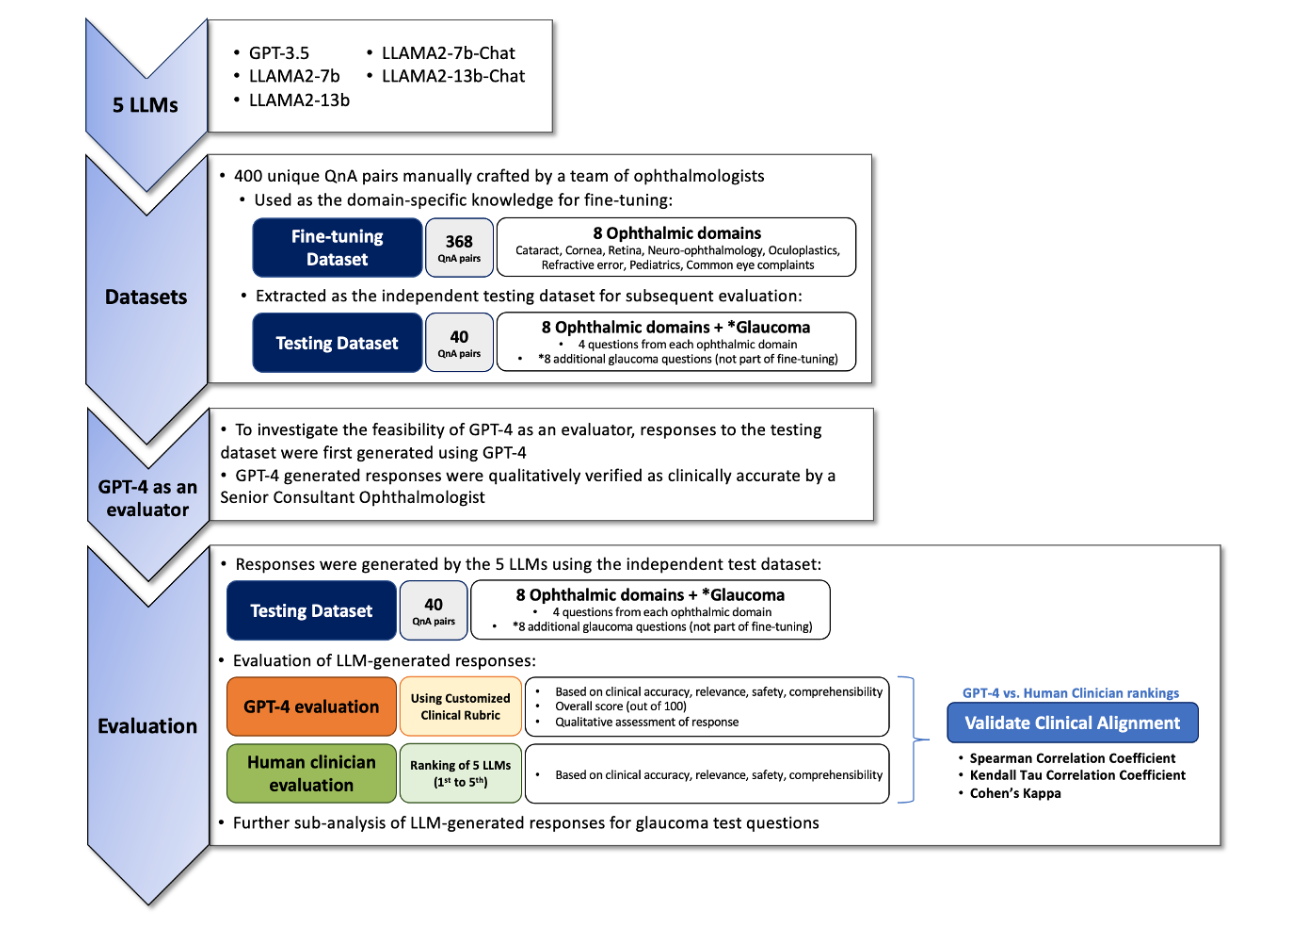 5 LLMs
• GPT-3.5
• LLAMA2-7b
• LLAMA2-13b
• LLAMA2-7b-Chat
• LLAMA2-13b-Chat
Datasets
• 400 unique QnA pairs manually crafted by a team of ophthalmologists
• Used as the domain-specific knowledge for fine-tuning:
Fine-tuning
Dataset
368
QnA pairs
8 Ophthalmic domains
Cataract, Cornea, Retina, Neuro-ophthalmology, Oculoplastics,
Refractive error, Pediatrics, Common eye complaints
• Extracted as the independent testing dataset for subsequent evaluation:
Testing Dataset
40
QnA pairs
8 Ophthalmic domains + *Glaucoma
• 4 questions from each ophthalmic domain
• *8 additional glaucoma questions (not part of fine-tuning)
GPT-4 as an
evaluator
• To investigate the feasibility of GPT-4 as an evaluator, responses to the testing
dataset were first generated using GPT-4
• GPT-4 generated responses were qualitatively verified as clinically accurate by a
Senior Consultant Ophthalmologist
Evaluation
• Responses were generated by the 5 LLMs using the independent test dataset:
Testing Dataset
40
QnA pairs
8 Ophthalmic domains + *Glaucoma
• 4 questions from each ophthalmic domain
• *8 additional glaucoma questions (not part of fine-tuning)
• Evaluation of LLM-generated responses:
GPT-4 evaluation
Using Customized
Clinical Rubric
• Based on clinical accuracy, relevance, safety, comprehensibility
• Overall score (out of 100)
• Qualitative assessment of response
Human clinician
evaluation
Ranking of 5 LLMs
(1st to 5th)
• Based on clinical accuracy, relevance, safety, comprehensibility
GPT-4 vs. Human Clinician rankings
Validate Clinical Alignment
• Spearman Correlation Coefficient
• Kendall Tau Correlation Coefficient
• Cohen's Kappa
• Further sub-analysis of LLM-generated responses for glaucoma test questions